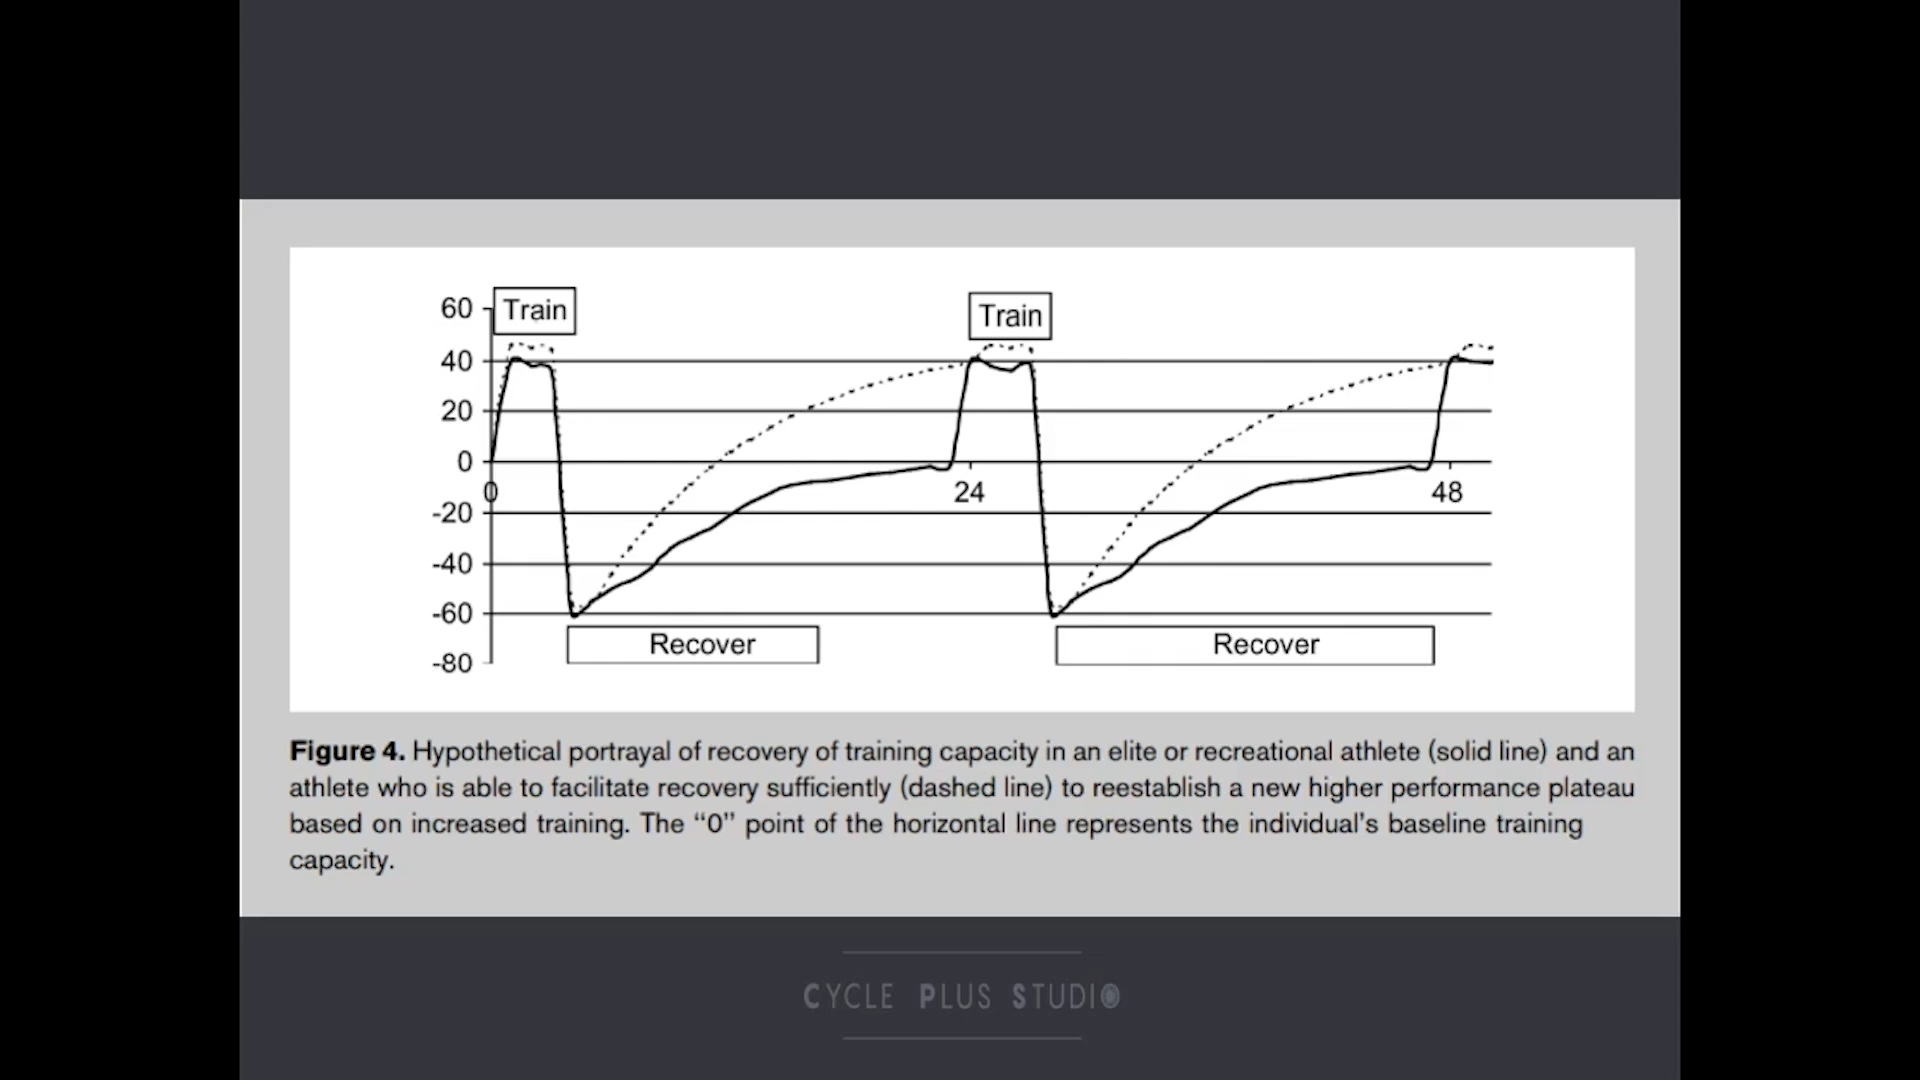 60
Train
Train
40
20
0
0
24
48
-20
-40
-60
Recover
Recover
-80
Figure 4. Hypothetical portrayal of recovery of training capacity in an elite or recreational athlete (solid line) and an
athlete who is able to facilitate recovery sufficiently (dashed line) to reestablish a new higher performance plateau
based on increased training. The “0” point of the horizontal line represents the individual’s baseline training
capacity.
CYCLE PLUS STUDIO